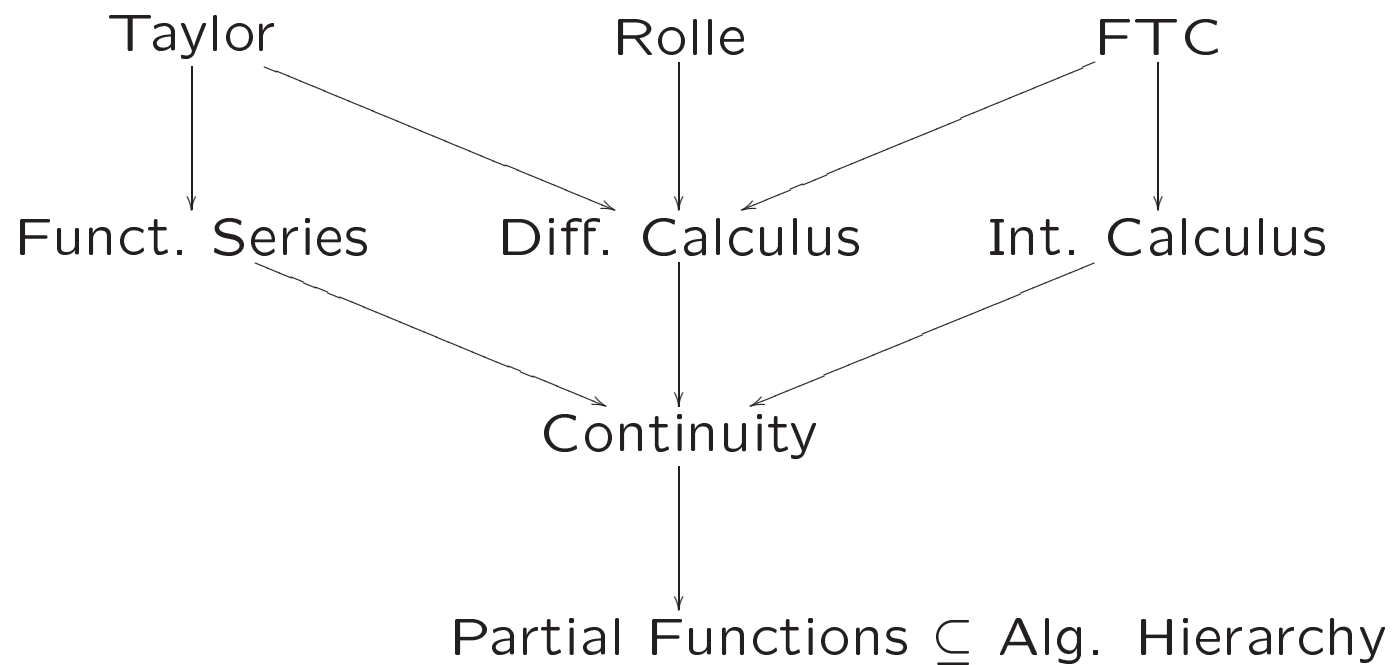 Taylor Rolle FTC
Funct. Series Diff. Calculus Int. Calculus
Continuity
Partial Functions ⊆ Alg. Hierarchy